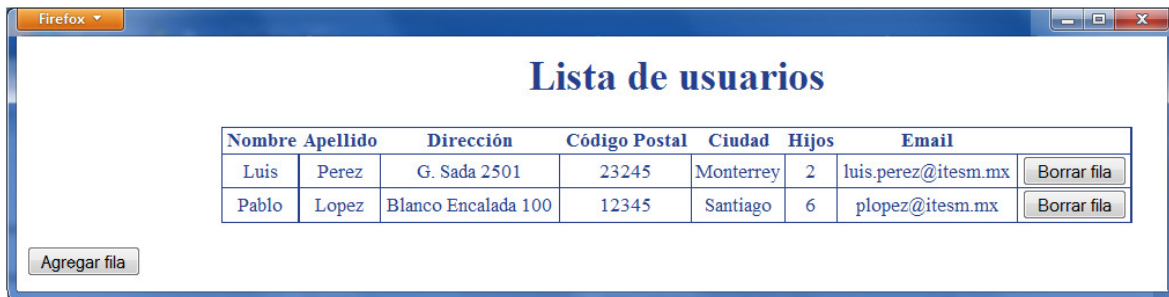 Firefox
Lista de usuarios
Nombre Apellido Dirección Código Postal Ciudad Hijos Email
Luis Perez G. Sada 2501 23245 Monterrey 2 luis.perez@itesm.mx Borrar fila
Pablo Lopez Blanco Encalada 100 12345 Santiago 6 plopez@itesm.mx Borrar fila
Agregar fila